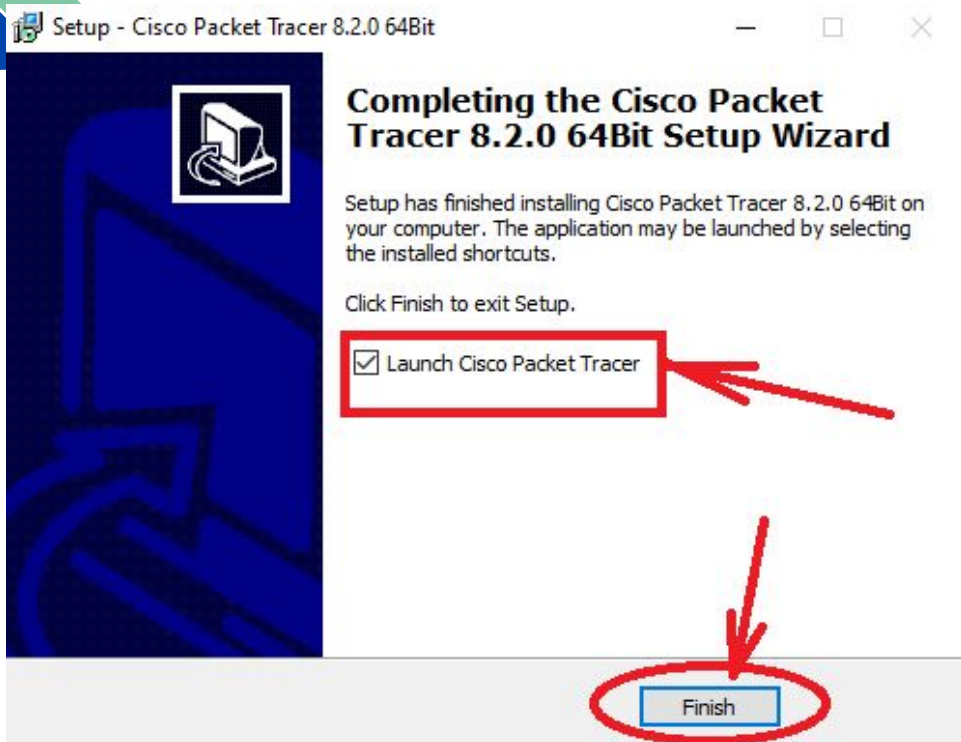 Setup - Cisco Packet Tracer 8.2.0 64Bit
Completing the Cisco Packet
Tracer 8.2.0 64Bit Setup Wizard
Setup has finished installing Cisco Packet Tracer 8.2.0 64Bit on
your computer. The application may be launched by selecting
the installed shortcuts.
Click Finish to exit Setup.
Launch Cisco Packet Tracer
Finish